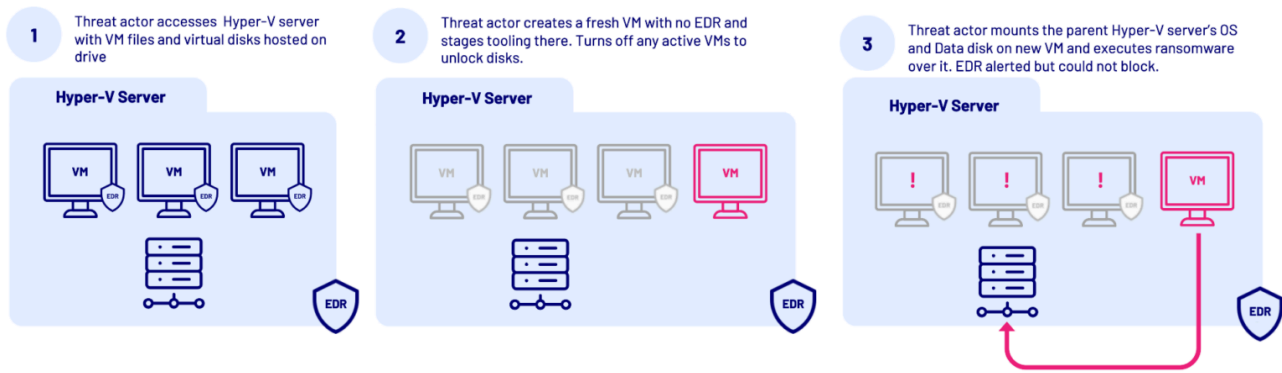 1
Threat actor accesses Hyper-V server
with VM files and virtual disks hosted on
drive
Hyper-V Server
VM
EDR
VM
EDR
VM
EDR
EDR
2
Threat actor creates a fresh VM with no EDR and
stages tooling there. Turns off any active VMs to
unlock disks.
Hyper-V Server
VM
EDR
VM
EDR
VM
EDR
VM
EDR
3
Threat actor mounts the parent Hyper-V server's OS
and Data disk on new VM and executes ransomware
over it. EDR alerted but could not block.
Hyper-V Server
!
EDR
!
EDR
!
EDR
VM
EDR